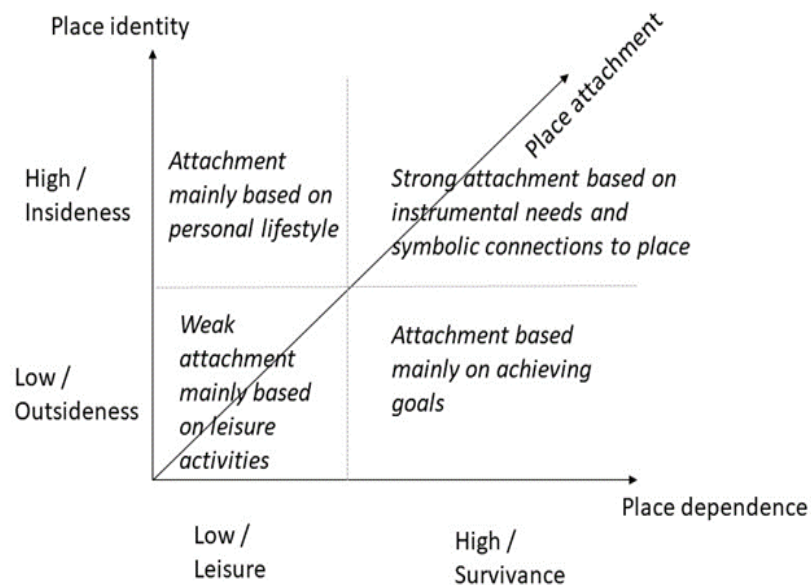 Place identity
Place attachment
High /
Insideness
Attachment
mainly based on
personal lifestyle
Strong attachment based on
instrumental needs and
symbolic connections to place
Low /
Outsideness
Weak
attachment
mainly based
on leisure
activities
Attachment based
mainly on achieving
goals
Place dependence
Low /
Leisure
High /
Survivance